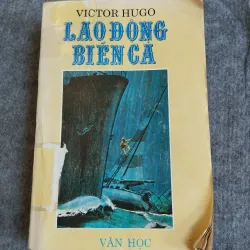 VICTOR HUGO
LAO ĐỘNG
BIỂN CẢ
VĂN HỌC